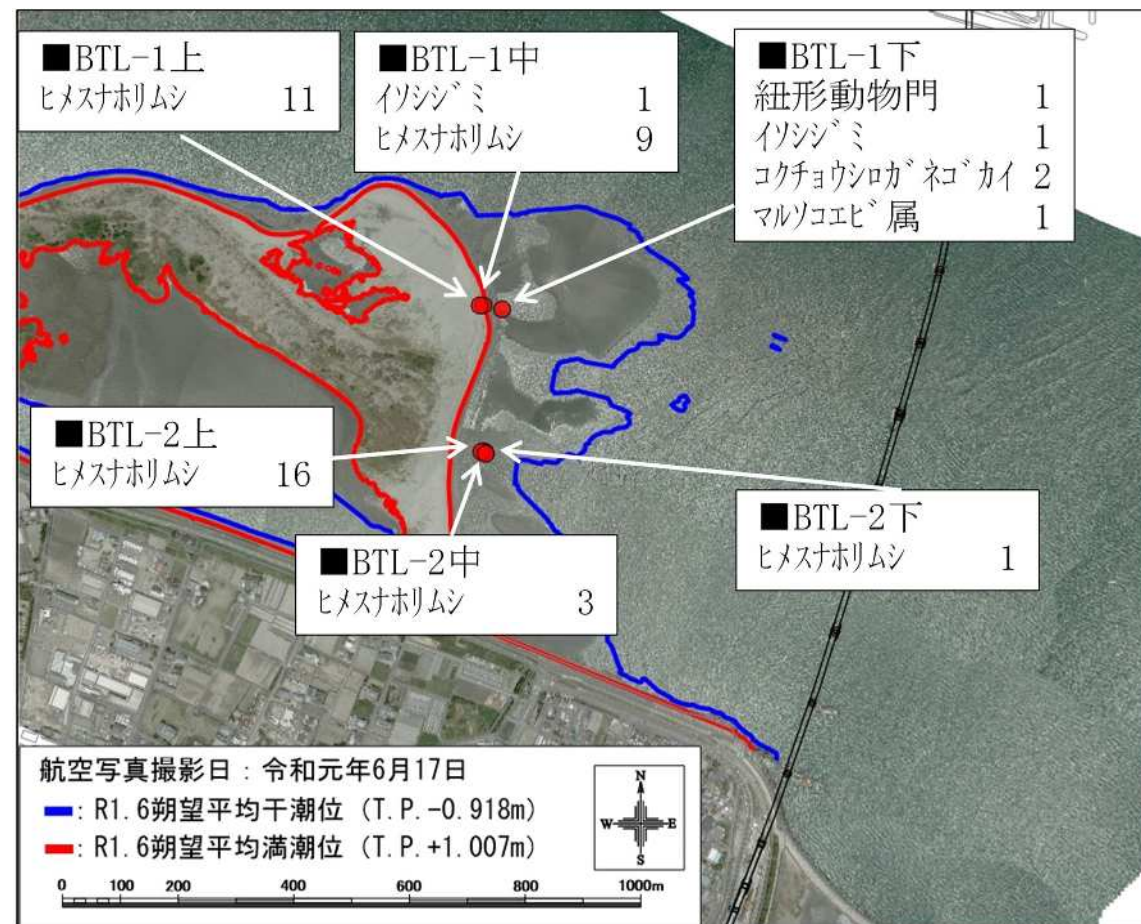 ■BTL-1上
ヒメスナホリムシ 11
■BTL-1中
イソシジミ 1
ヒメスナホリムシ 9
■BTL-1下
紐形動物門 1
イソシジミ 1
コクチョウシロガネゴカイ 2
マルソコエビ属 1
■BTL-2上
ヒメスナホリムシ 16
■BTL-2中
ヒメスナホリムシ 3
■BTL-2下
ヒメスナホリムシ 1
航空写真撮影日：令和元年6月17日
：R1.6朔望平均干潮位（T.P.-0.918m）
：R1.6朔望平均満潮位（T.P.+1.007m）
N
W E
S
0 100 200 400 600 800 1000m